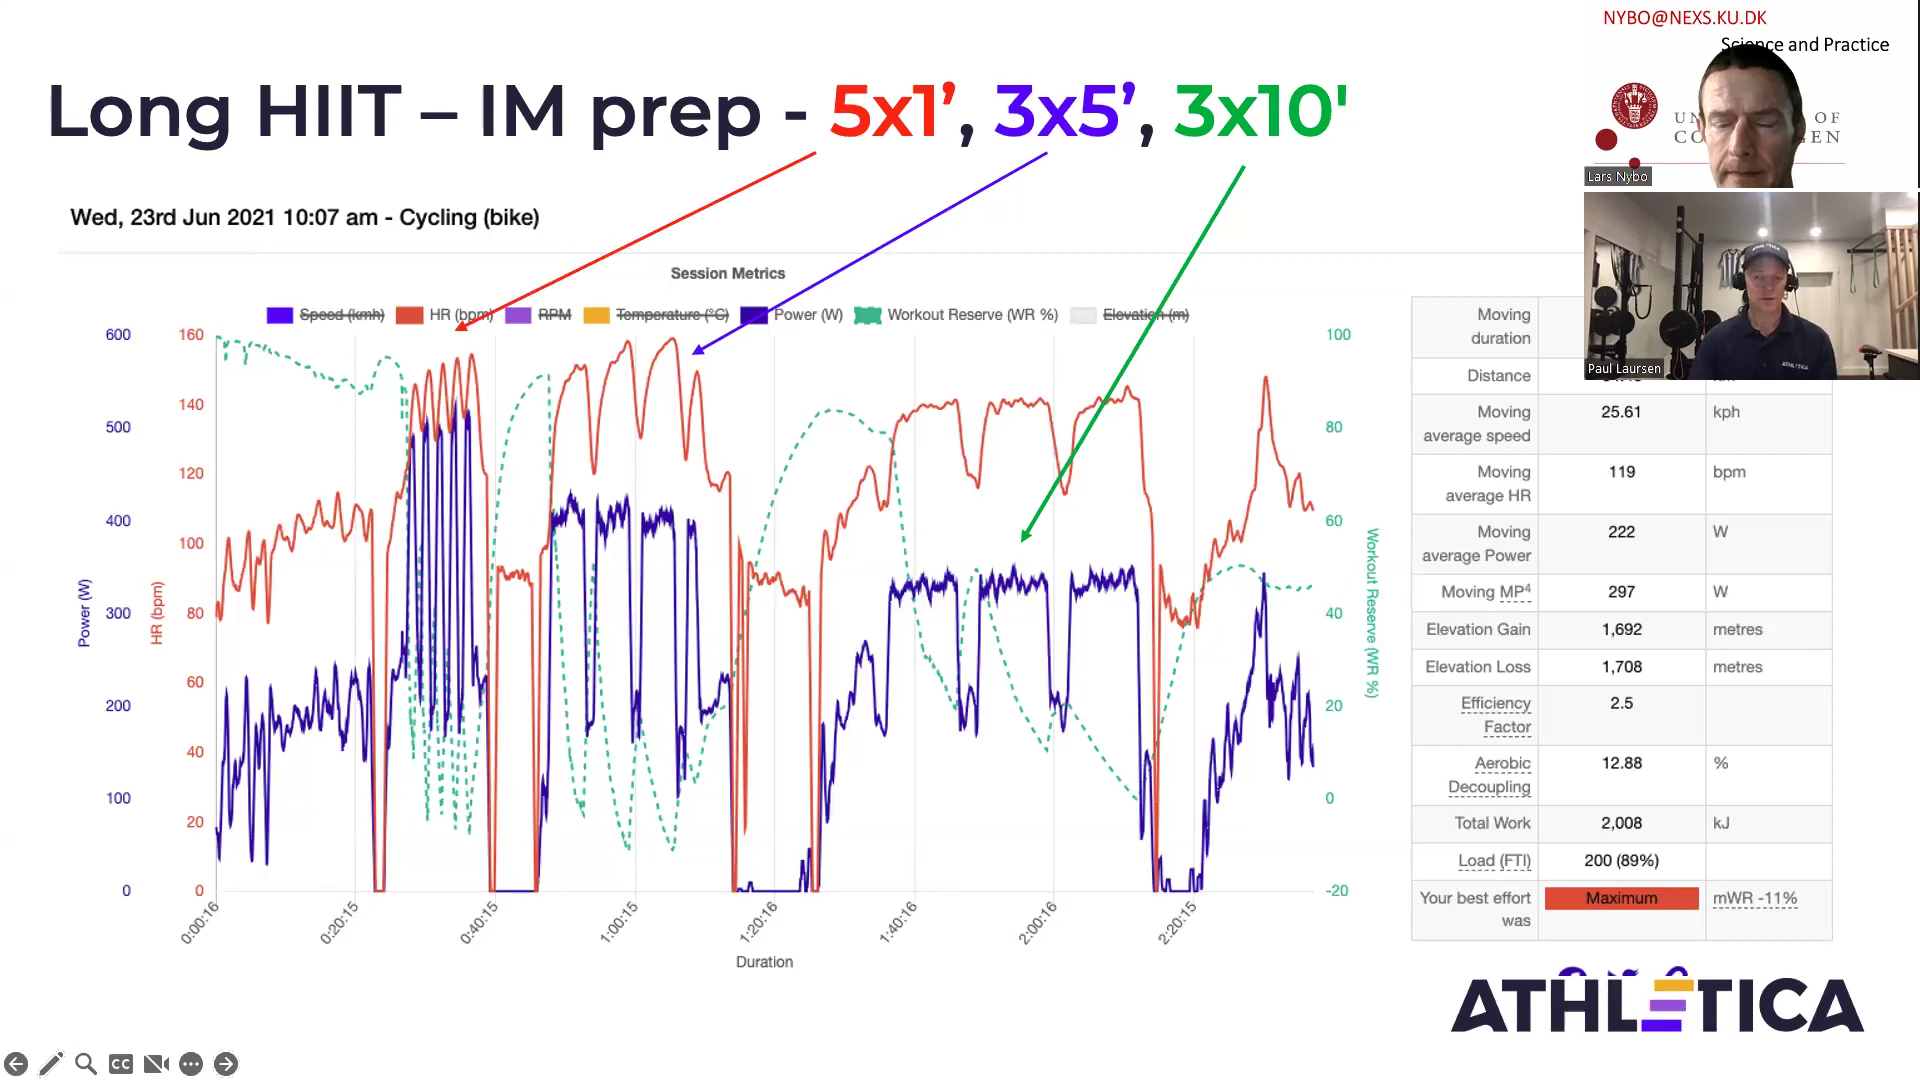 NYBO@NEXS.KU.DK
Science and Practice
Long HIIT – IM prep - 5x1’, 3x5’, 3x10'
Lars Nybo
Wed, 23rd Jun 2021 10:07 am - Cycling (bike)
Session Metrics
Speed (kmh) HR (bpm) RPM Temperature (°C) Power (W) Workout Reserve (WR %) Elevation (m)
Paul Laursen
ATHLETICA
600 160 100
140
500 80
120
400 100 60
300 80 40
60
200 20
40
100 0
20
0 0 -20
Power (W)
HR (bpm)
Workout Reserve (WR %)
0:00:16 0:20:15 0:40:15 1:00:15 1:20:16 1:40:16 2:00:16 2:20:15
Duration
Moving duration
Distance
Moving average speed 25.61 kph
Moving average HR 119 bpm
Moving average Power 222 W
Moving MP⁴ 297 W
Elevation Gain 1,692 metres
Elevation Loss 1,708 metres
Efficiency Factor 2.5
Aerobic Decoupling 12.88 %
Total Work 2,008 kJ
Load (FTI) 200 (89%)
Your best effort was Maximum mWR -11%
ATHLETICA
CC